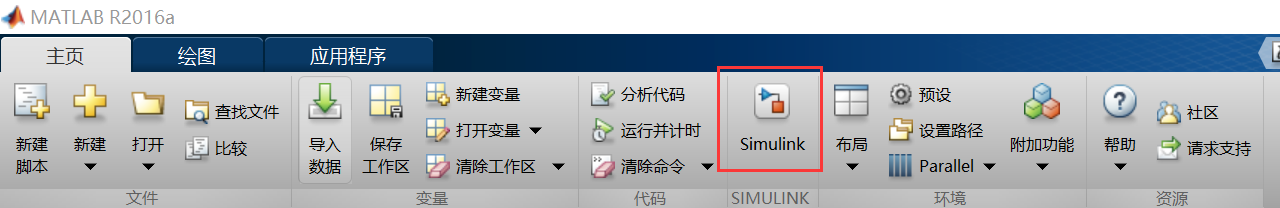 MATLAB R2016a
主页 绘图 应用程序
新建脚本
新建
打开
查找文件
比较
文件
导入数据
保存工作区
新建变量
打开变量
清除工作区
变量
分析代码
运行并计时
清除命令
代码
Simulink
SIMULINK
布局
预设
设置路径
Parallel
附加功能
环境
帮助
社区
请求支持
资源